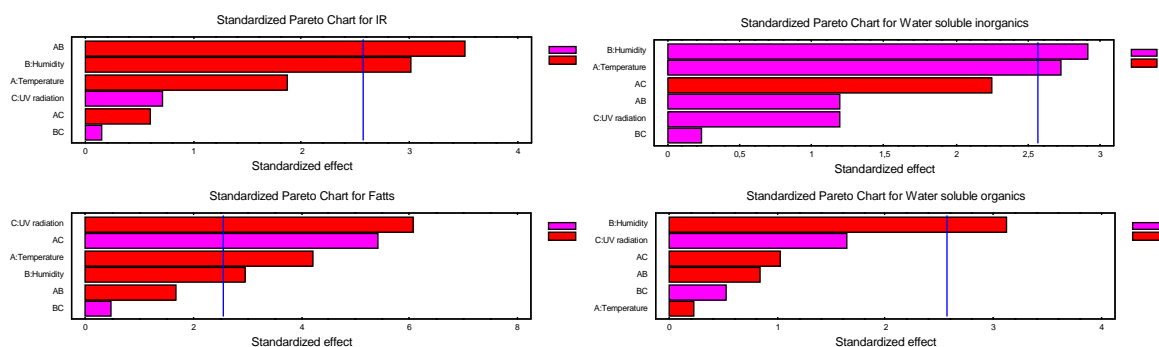 Standardized Pareto Chart for IR
AB
B:Humidity
A:Temperature
C:UV radiation
AC
BC
0 1 2 3 4
Standardized effect
Standardized Pareto Chart for Water soluble inorganics
B:Humidity
A:Temperature
AC
AB
C:UV radiation
BC
0 0,5 1 1,5 2 2,5 3
Standardized effect
Standardized Pareto Chart for Fatts
C:UV radiation
AC
A:Temperature
B:Humidity
AB
BC
0 2 4 6 8
Standardized effect
Standardized Pareto Chart for Water soluble organics
B:Humidity
C:UV radiation
AC
AB
BC
A:Temperature
0 1 2 3 4
Standardized effect